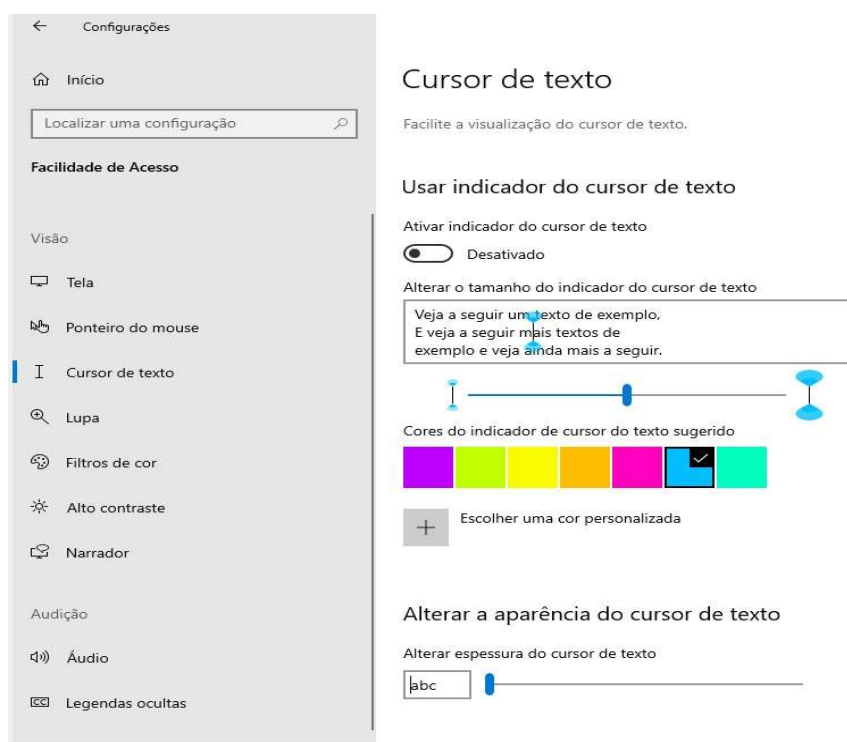 Configurações
Início
Localizar uma configuração
Facilidade de Acesso
Visão
Tela
Ponteiro do mouse
Cursor de texto
Lupa
Filtros de cor
Alto contraste
Narrador
Audição
Áudio
Legendas ocultas
Cursor de texto
Facilite a visualização do cursor de texto.
Usar indicador do cursor de texto
Ativar indicador do cursor de texto
Desativado
Alterar o tamanho do indicador do cursor de texto
Veja a seguir um texto de exemplo,
E veja a seguir mais textos de
exemplo e veja ainda mais a seguir.
Cores do indicador de cursor do texto sugerido
Escolher uma cor personalizada
Alterar a aparência do cursor de texto
Alterar espessura do cursor de texto
abc